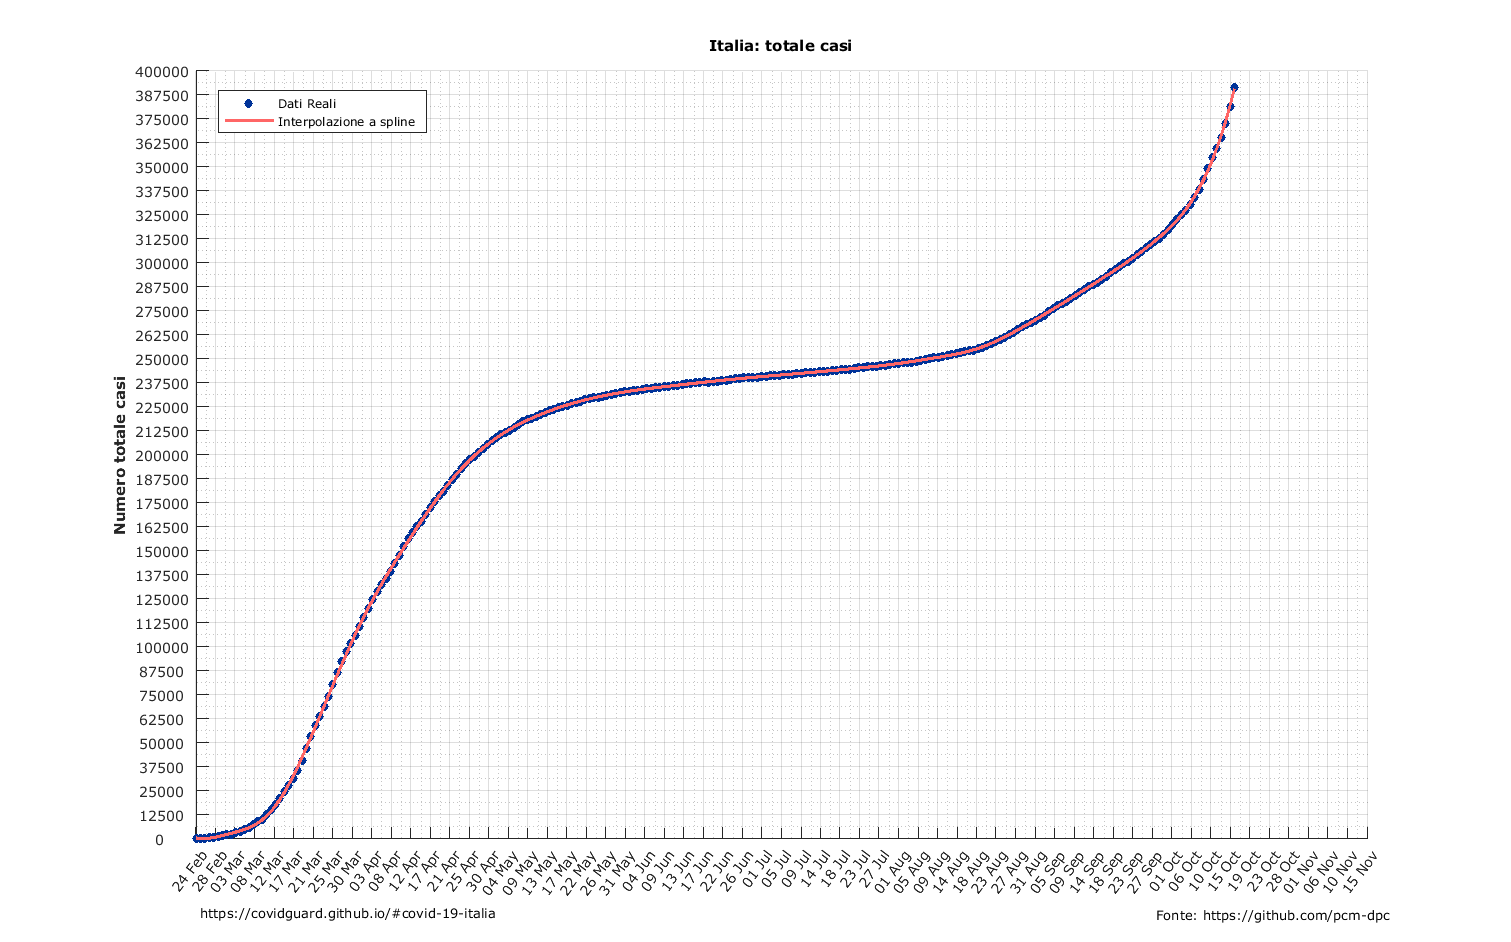 Italia: totale casi
Dati Reali
Interpolazione a spline
Numero totale casi
400000
387500
375000
362500
350000
337500
325000
312500
300000
287500
275000
262500
250000
237500
225000
212500
200000
187500
175000
162500
150000
137500
125000
112500
100000
87500
75000
62500
50000
37500
25000
12500
0
24 Feb
28 Feb
03 Mar
08 Mar
12 Mar
17 Mar
21 Mar
25 Mar
30 Mar
03 Apr
08 Apr
12 Apr
17 Apr
21 Apr
25 Apr
30 Apr
04 May
09 May
13 May
17 May
22 May
26 May
31 May
04 Jun
09 Jun
13 Jun
17 Jun
22 Jun
26 Jun
01 Jul
05 Jul
09 Jul
14 Jul
18 Jul
23 Jul
27 Jul
01 Aug
05 Aug
09 Aug
14 Aug
18 Aug
23 Aug
27 Aug
31 Aug
05 Sep
09 Sep
14 Sep
18 Sep
23 Sep
27 Sep
01 Oct
06 Oct
10 Oct
15 Oct
19 Oct
23 Oct
28 Oct
01 Nov
06 Nov
10 Nov
15 Nov
https://covidguard.github.io/#covid-19-italia
Fonte: https://github.com/pcm-dpc